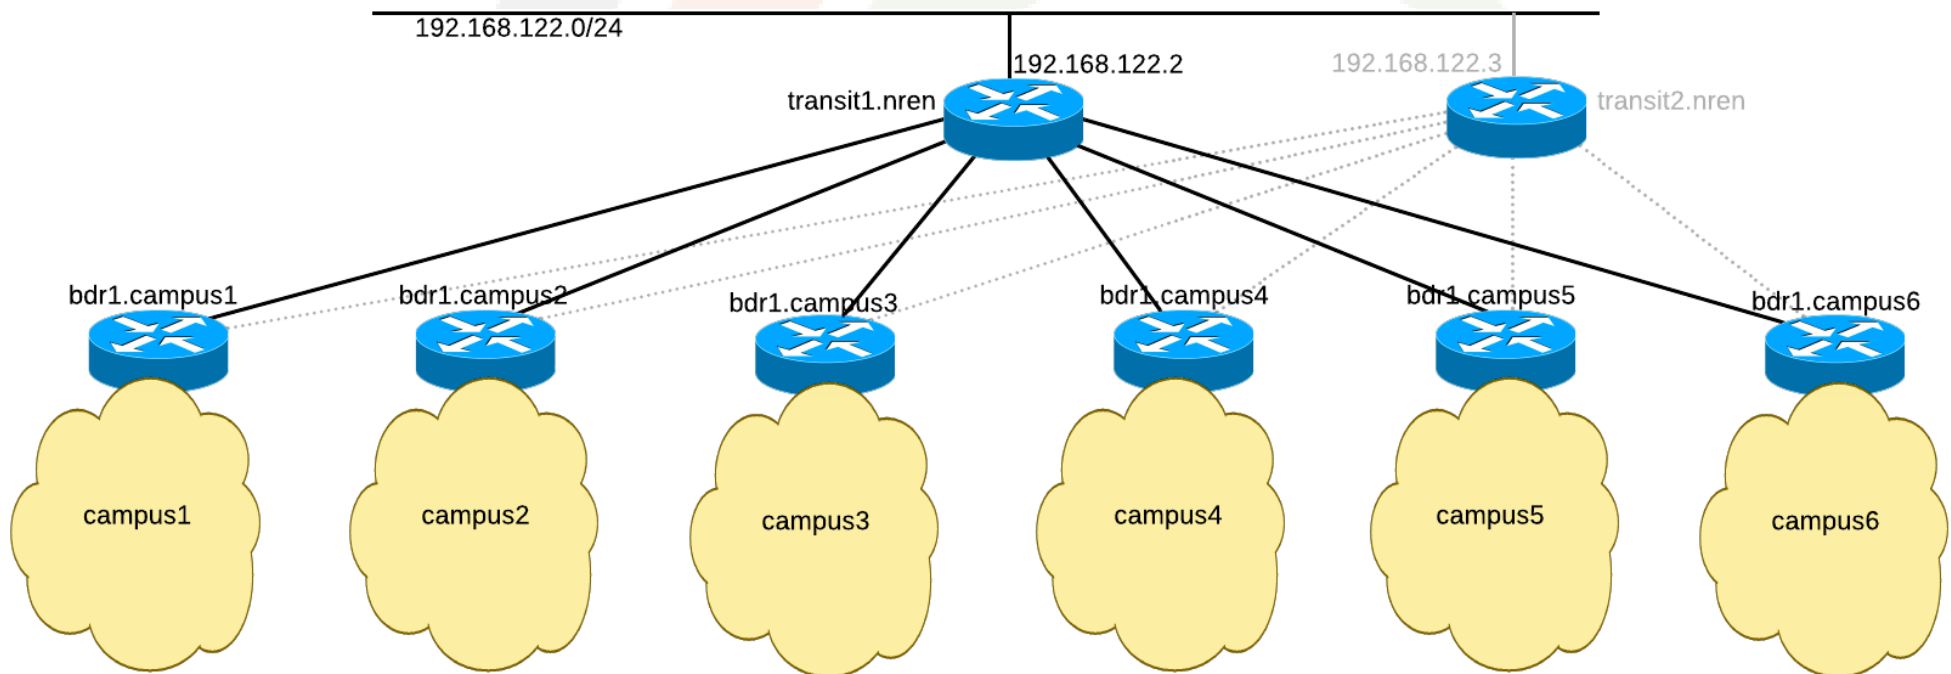 192.168.122.0/24
192.168.122.2
192.168.122.3
transit1.nren
transit2.nren
bdr1.campus1
bdr1.campus2
bdr1.campus3
bdr1.campus4
bdr1.campus5
bdr1.campus6
campus1
campus2
campus3
campus4
campus5
campus6